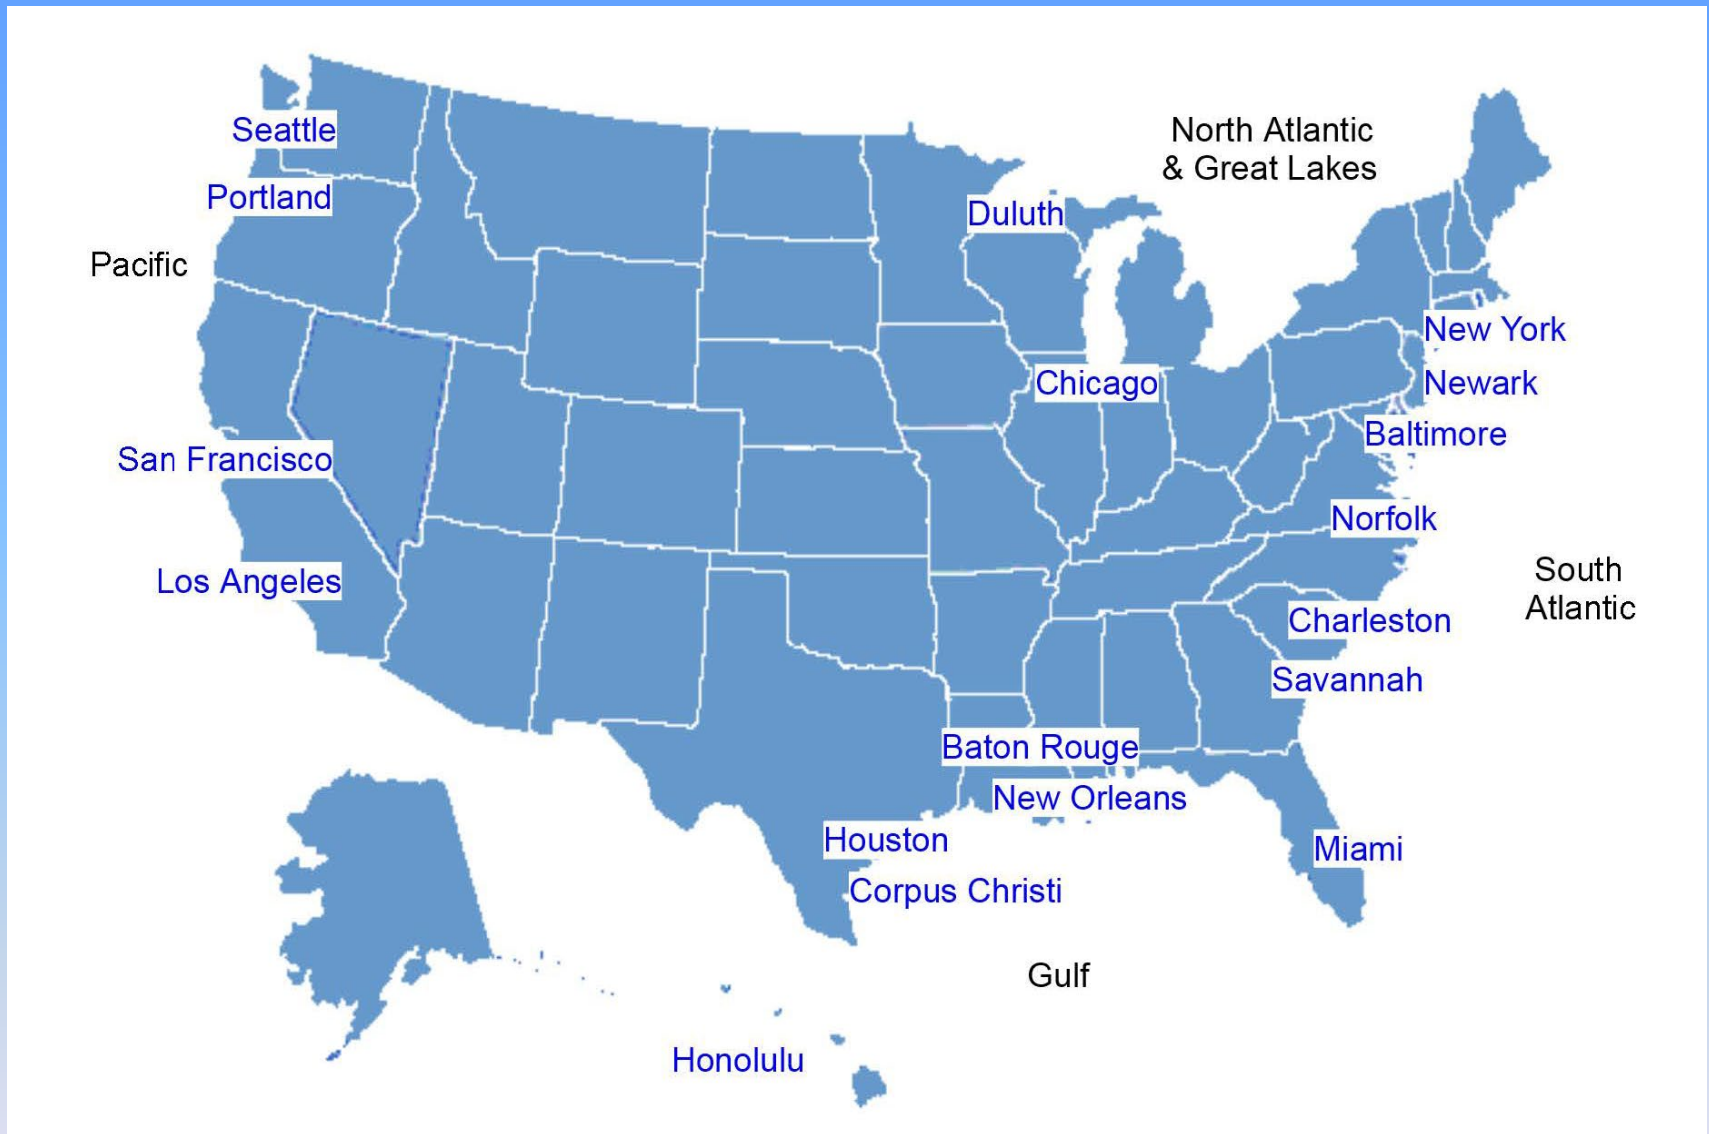 Seattle
North Atlantic
& Great Lakes
Portland
Duluth
Pacific
New York
Chicago
Newark
Baltimore
San Francisco
Norfolk
South
Atlantic
Los Angeles
Charleston
Savannah
Baton Rouge
New Orleans
Houston
Miami
Corpus Christi
Gulf
Honolulu